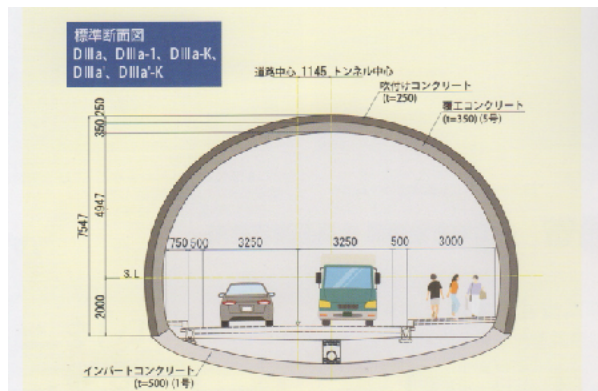 標準断面図
DⅢa、DⅢa-1、DⅢa-K、
DⅢa'、DⅢa'-K
道路中心 1145 トンネル中心
吹付けコンクリート
(t=250)
覆工コンクリート
(t=350)(5号)
250
350
4947
7547
2000
750 500 3250 3250 500 3000
S.L
インバートコンクリート
(t=500)(1号)